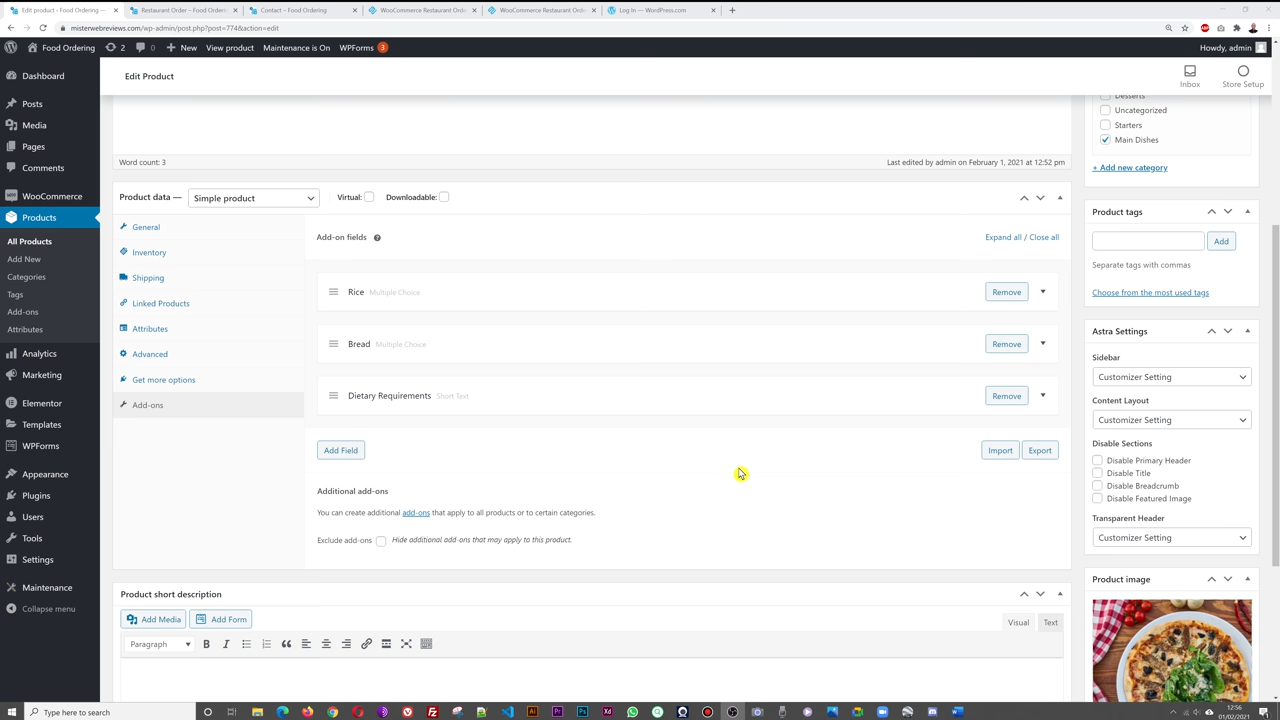 Edit product ‹ Food Ordering —
Restaurant Order – Food Orderin
Contact – Food Ordering
WooCommerce Restaurant Orde
WooCommerce Restaurant Orde
Log In — WordPress.com
misterwebreviews.com/wp-admin/post.php?post=774&action=edit
Food Ordering
2
0
New
View product
Maintenance is On
WPForms
3
Howdy, admin
Dashboard
Posts
Media
Pages
Comments
WooCommerce
Products
All Products
Add New
Categories
Tags
Add-ons
Attributes
Analytics
Marketing
Elementor
Templates
WPForms
Appearance
Plugins
Users
Tools
Settings
Maintenance
Collapse menu
Edit Product
Inbox
Store Setup
Word count: 3
Last edited by admin on February 1, 2021 at 12:52 pm
Product data —
Simple product
Virtual:
Downloadable:
General
Inventory
Shipping
Linked Products
Attributes
Advanced
Get more options
Add-ons
Add-on fields
Expand all / Close all
Rice Multiple Choice
Remove
Bread Multiple Choice
Remove
Dietary Requirements Short Text
Remove
Add Field
Import
Export
Additional add-ons
You can create additional add-ons that apply to all products or to certain categories.
Exclude add-ons
Hide additional add-ons that may apply to this product.
Product short description
Add Media
Add Form
Visual
Text
Paragraph
B
I
Desserts
Uncategorized
Starters
Main Dishes
+ Add new category
Product tags
Add
Separate tags with commas
Choose from the most used tags
Astra Settings
Sidebar
Customizer Setting
Content Layout
Customizer Setting
Disable Sections
Disable Primary Header
Disable Title
Disable Breadcrumb
Disable Featured Image
Transparent Header
Customizer Setting
Product image
Type here to search
12:56
01/02/2021